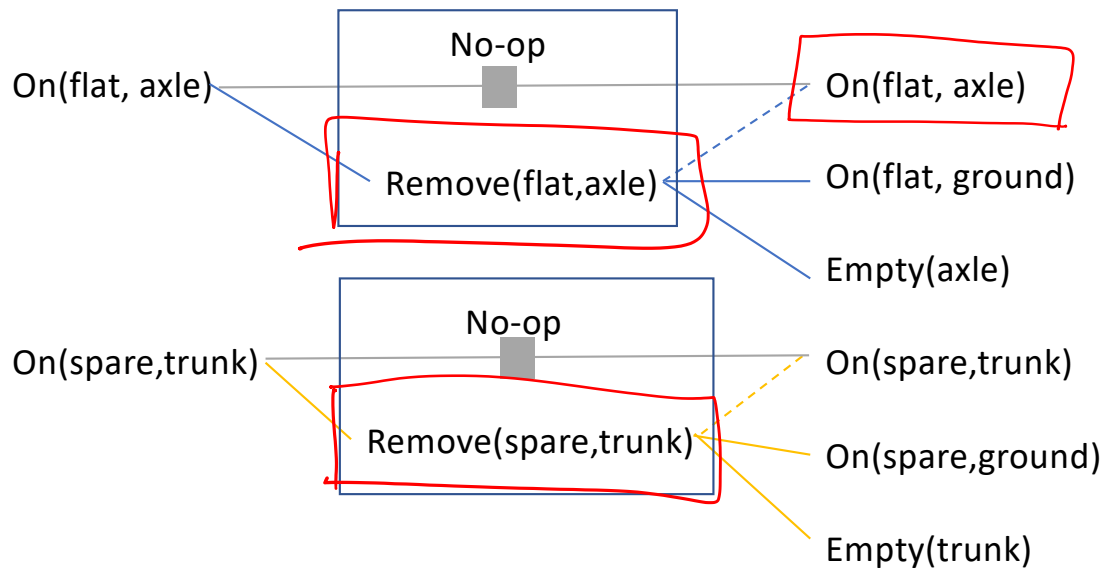 No-op
On(flat, axle)
On(flat, axle)
Remove(flat,axle)
On(flat, ground)
Empty(axle)
No-op
On(spare,trunk)
On(spare,trunk)
Remove(spare,trunk)
On(spare,ground)
Empty(trunk)